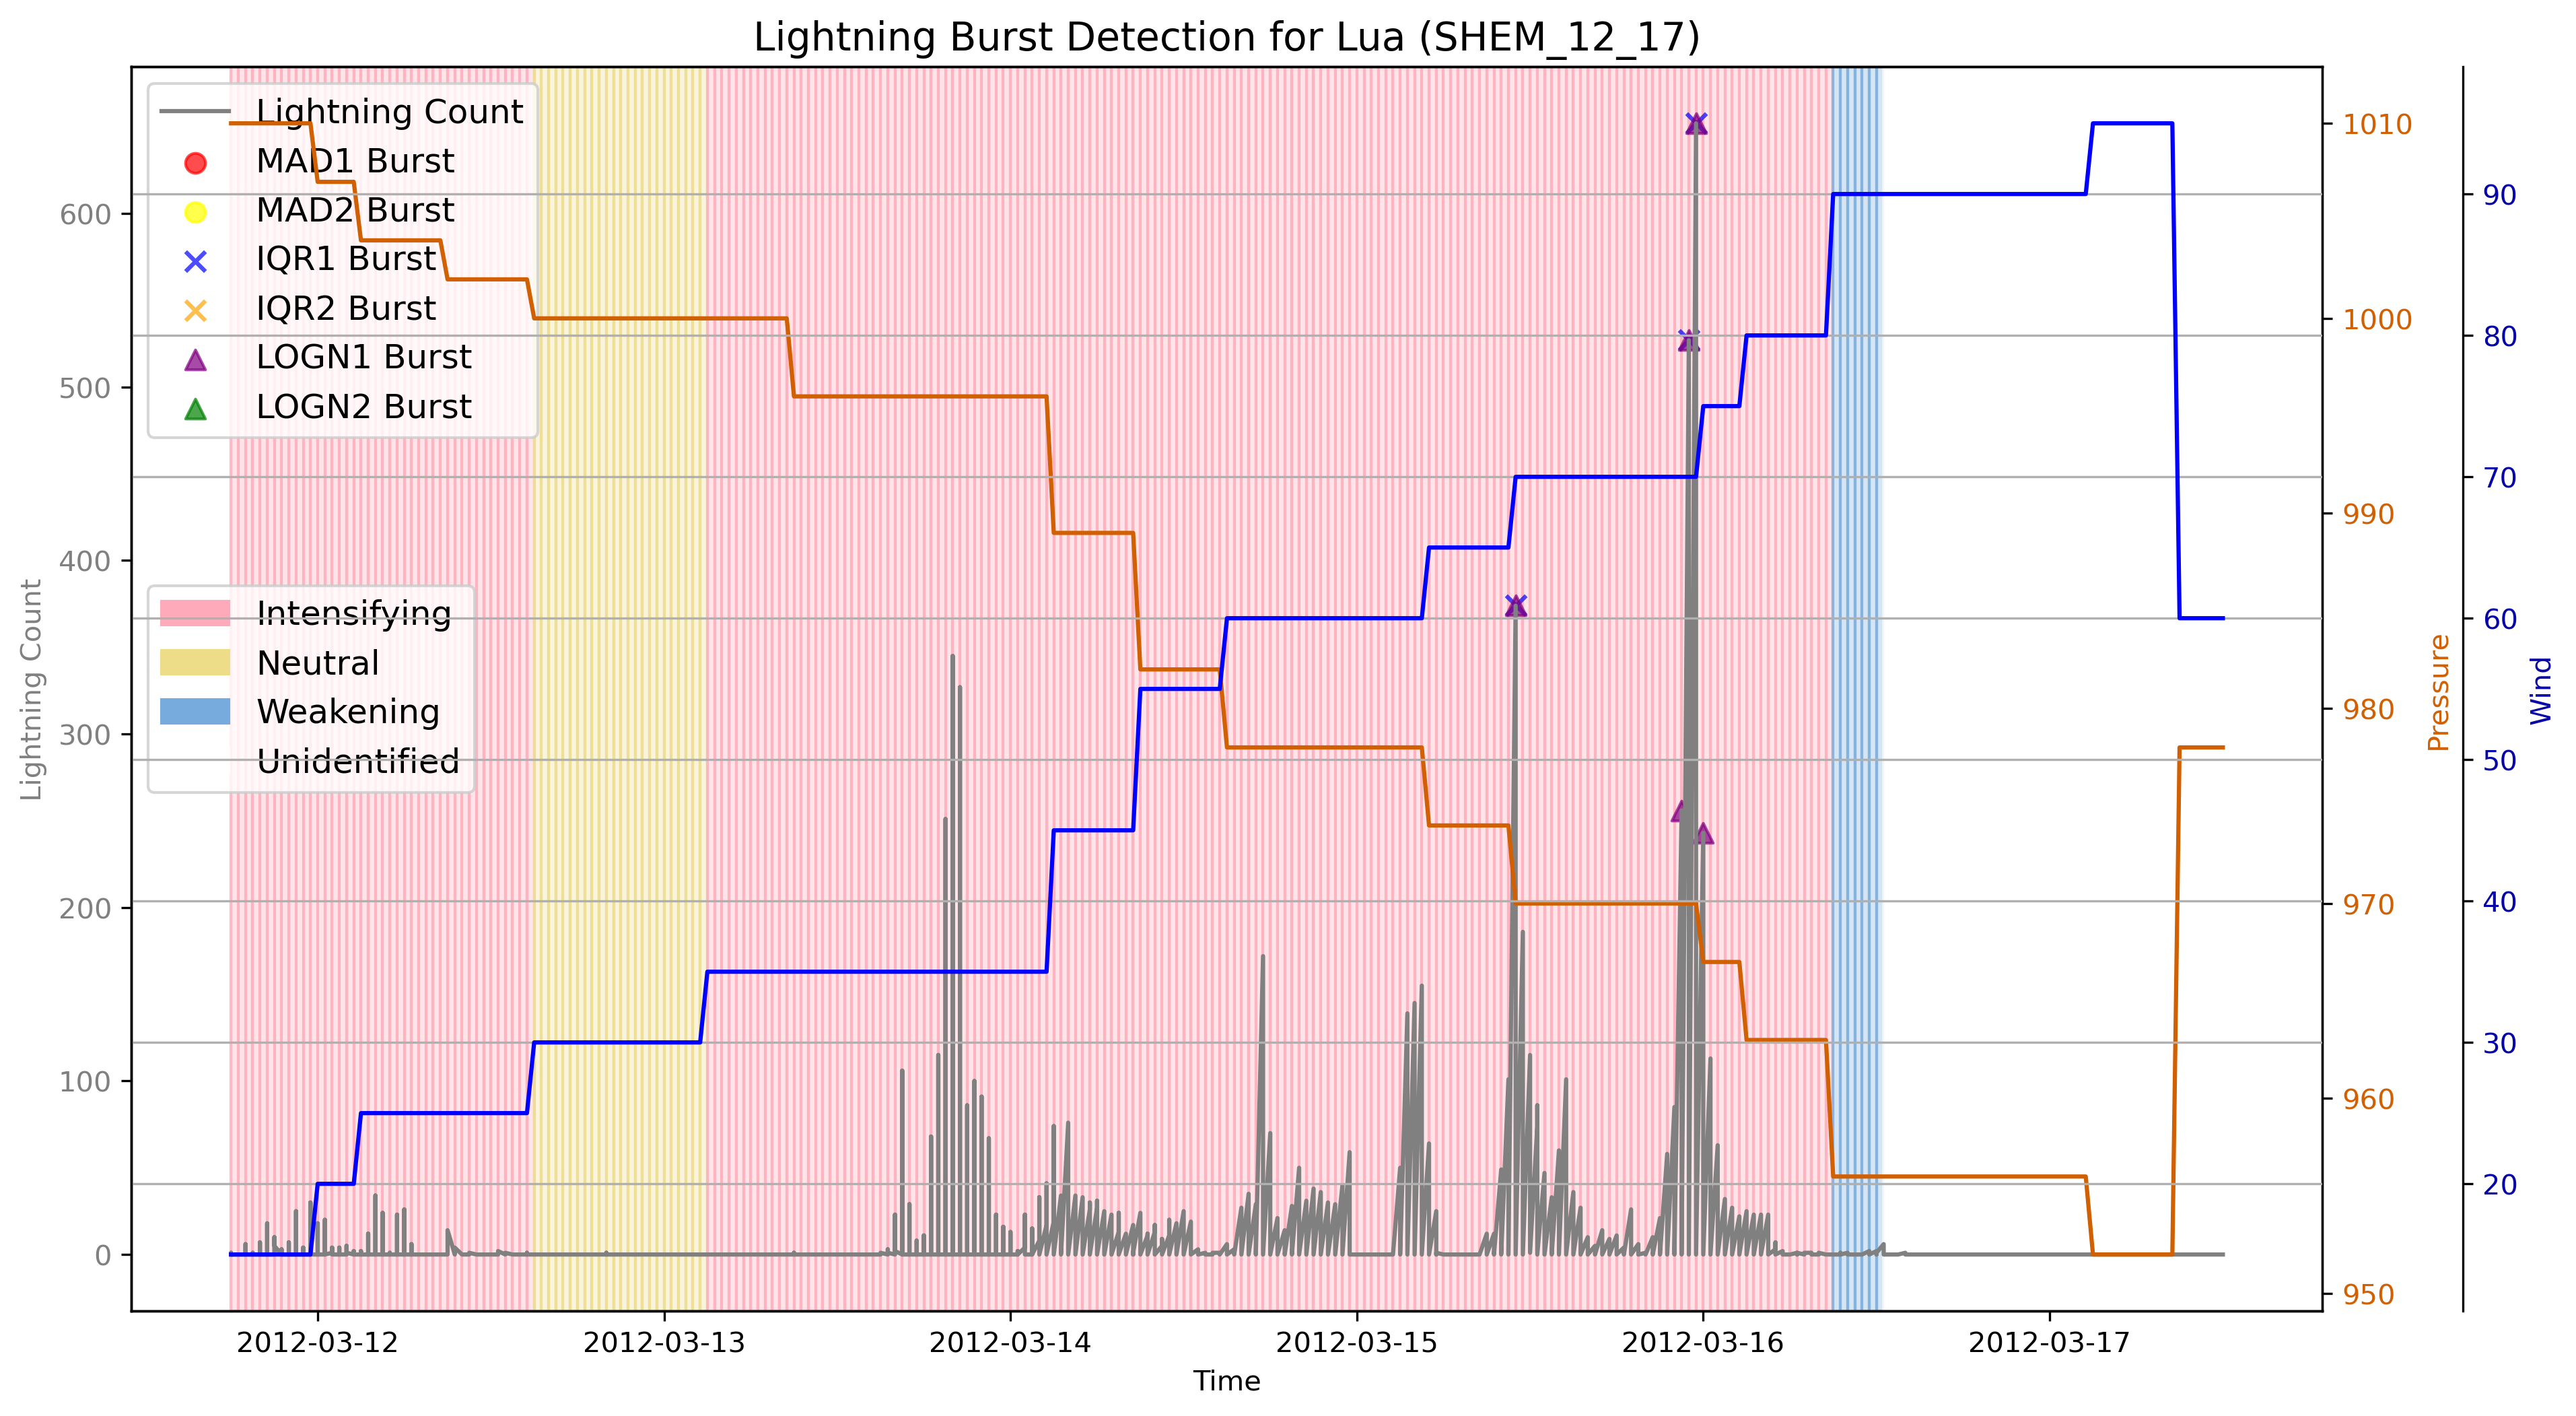 Lightning Burst Detection for Lua (SHEM_12_17)
Lightning Count
MAD1 Burst
MAD2 Burst
IQR1 Burst
IQR2 Burst
LOGN1 Burst
LOGN2 Burst
Intensifying
Neutral
Weakening
Unidentified
Lightning Count
600
500
400
300
200
100
0
1010
1000
990
980
970
960
950
Pressure
90
80
70
60
50
40
30
20
Wind
2012-03-12
2012-03-13
2012-03-14
2012-03-15
2012-03-16
2012-03-17
Time